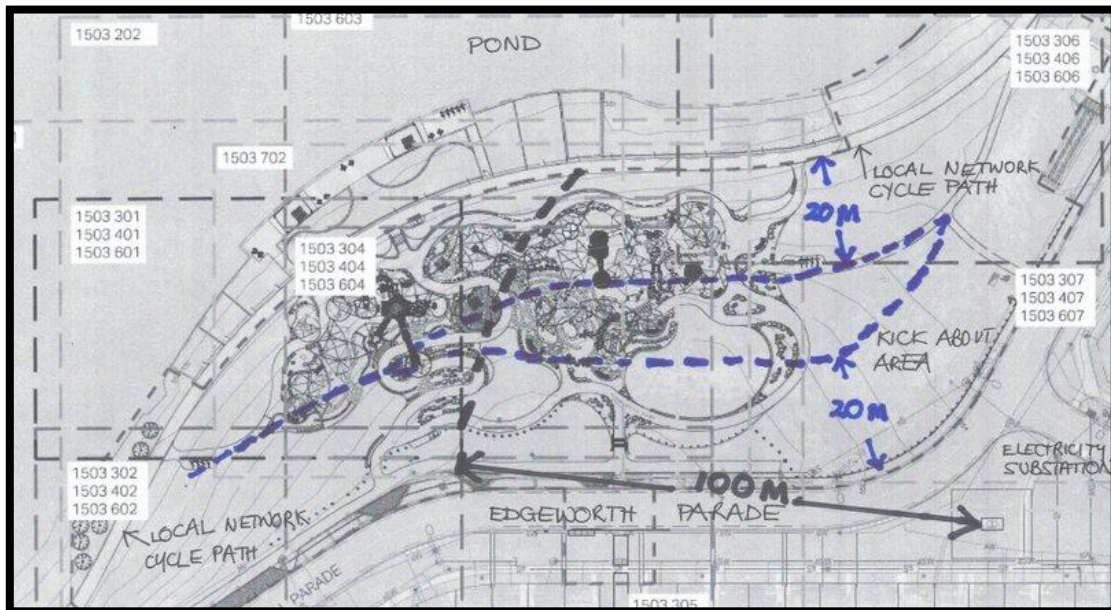 1503 603
1503 202
POND
1503 306
1503 406
1503 606
1503 702
LOCAL NETWORK
CYCLE PATH
20M
1503 301
1503 401
1503 601
1503 304
1503 404
1503 604
1503 307
1503 407
1503 607
KICK ABOUT
AREA
20M
1503 302
1503 402
1503 602
ELECTRICITY
SUBSTATION
100M
EDGEWORTH PARADE
LOCAL NETWORK
CYCLE PATH
PARADE
1503 305